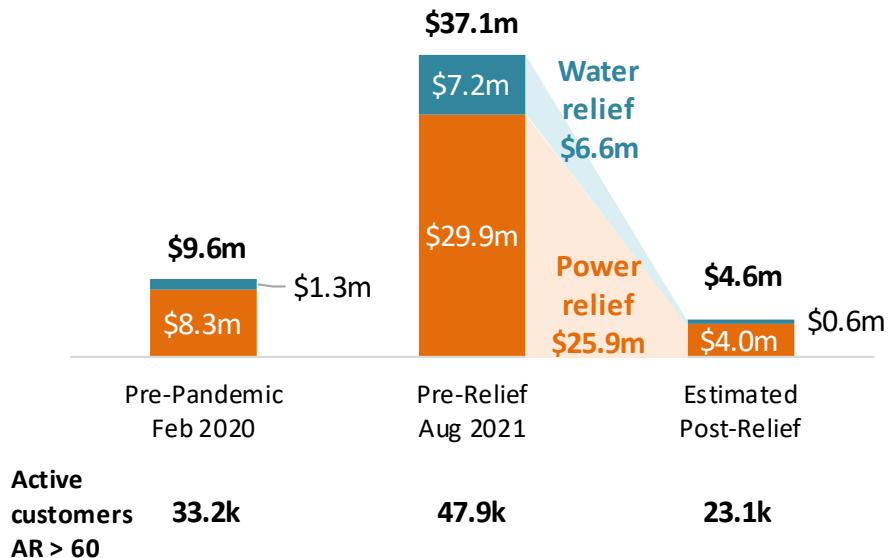 $37.1m
Water
relief
$6.6m
$7.2m
$29.9m
Power
relief
$25.9m
$9.6m
$1.3m
$8.3m
$4.6m
$0.6m
$4.0m
Pre-Pandemic
Feb 2020
Pre-Relief
Aug 2021
Estimated
Post-Relief
Active
customers
AR > 60
33.2k
47.9k
23.1k